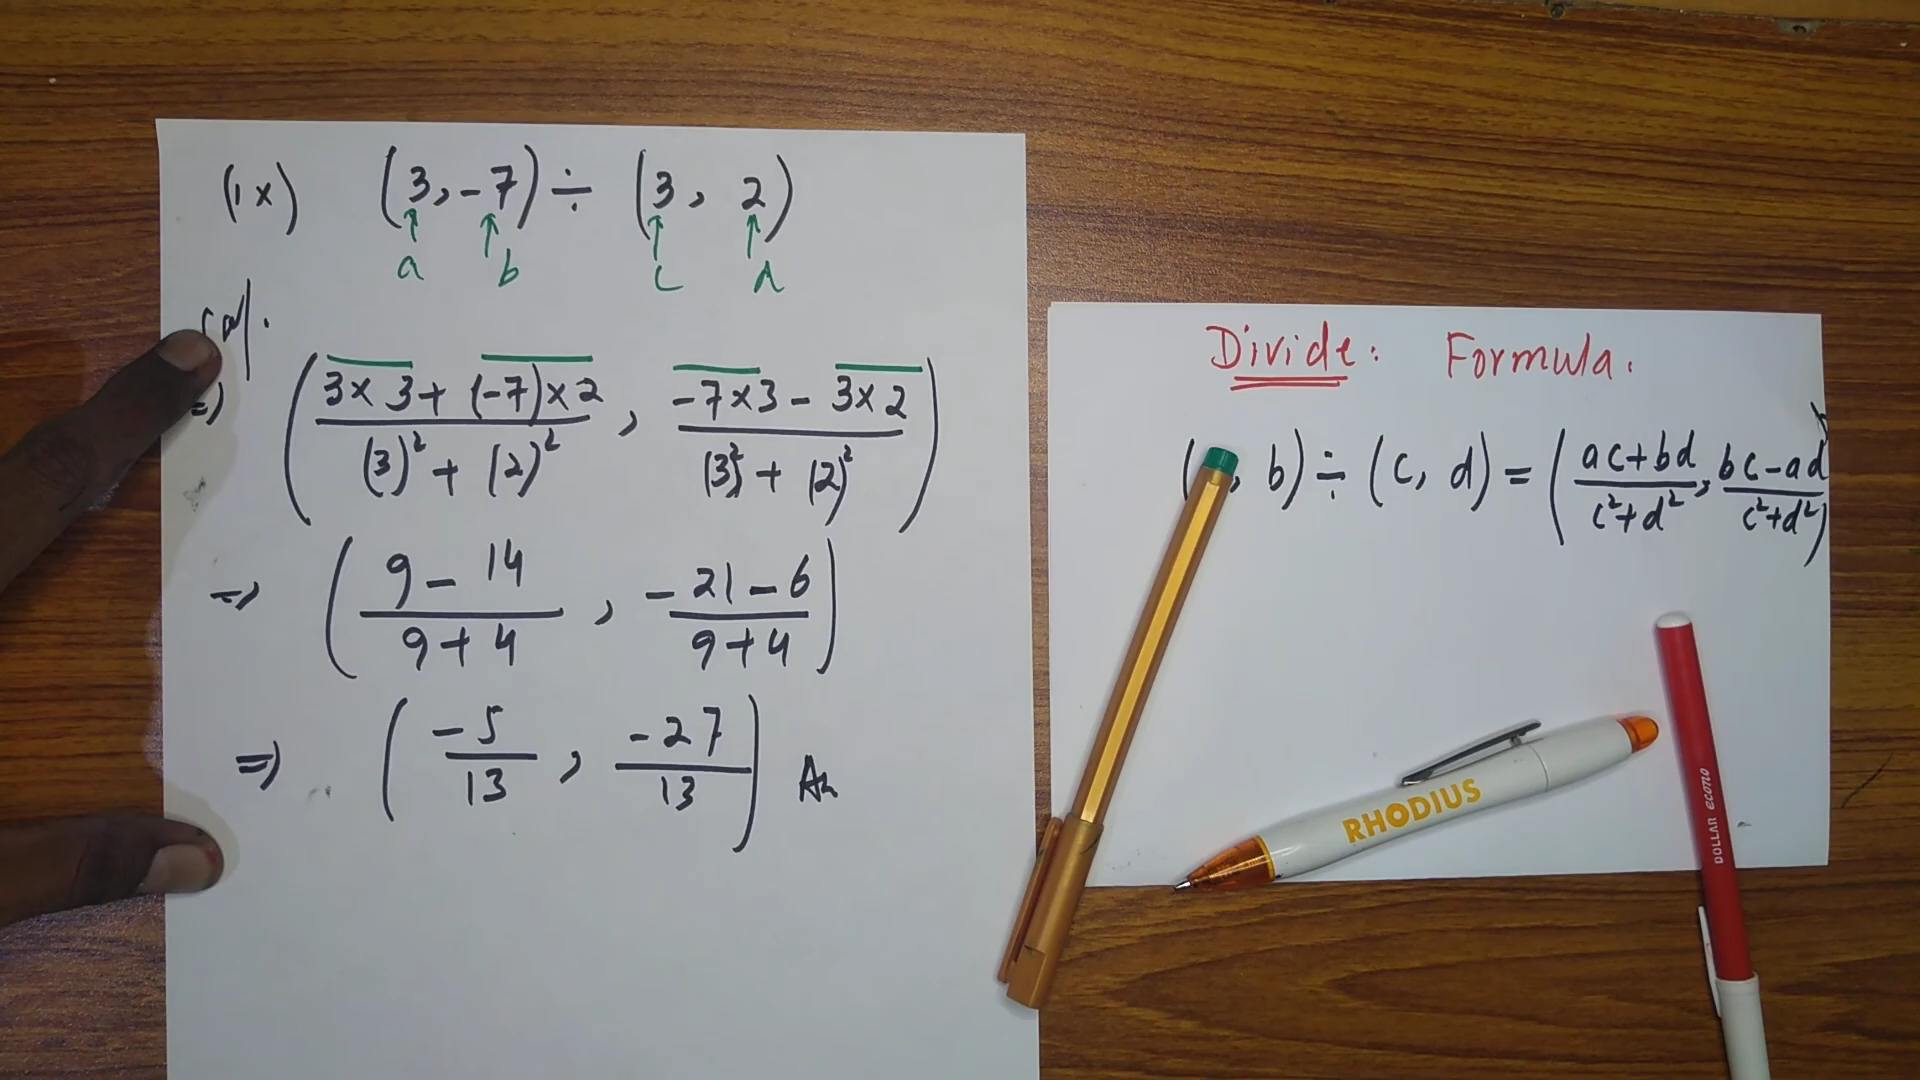 (ix) (3, -7) ÷ (3, 2)
a b c d
Sol.
=) (3×3+(-7)×2/(3)²+(2)², -7×3-3×2/(3)²+(2)²)
=) (9-14/9+4, -21-6/9+4)
=) (-5/13, -27/13) An
Divide: Formula.
( , b) ÷ (c, d) = (ac+bd/c²+d², bc-ad/c²+d²)
RHODIUS
DOLLAR econo